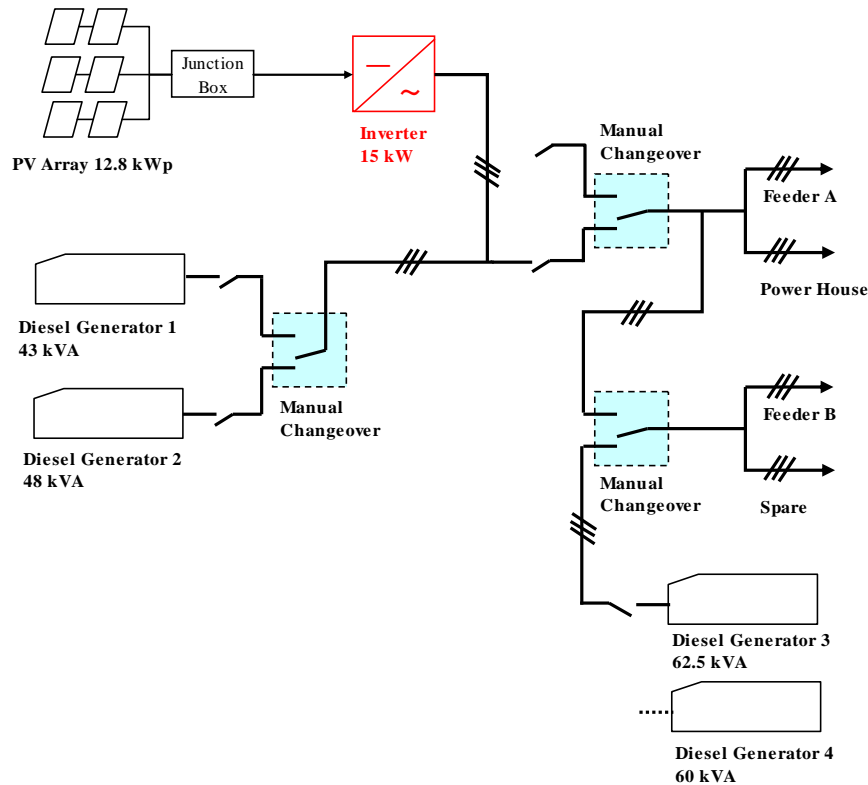 Junction
Box
PV Array 12.8 kWp
Inverter
15 kW
Manual
Changeover
Feeder A
Power House
Diesel Generator 1
43 kVA
Manual
Changeover
Diesel Generator 2
48 kVA
Feeder B
Manual
Changeover
Spare
Diesel Generator 3
62.5 kVA
Diesel Generator 4
60 kVA